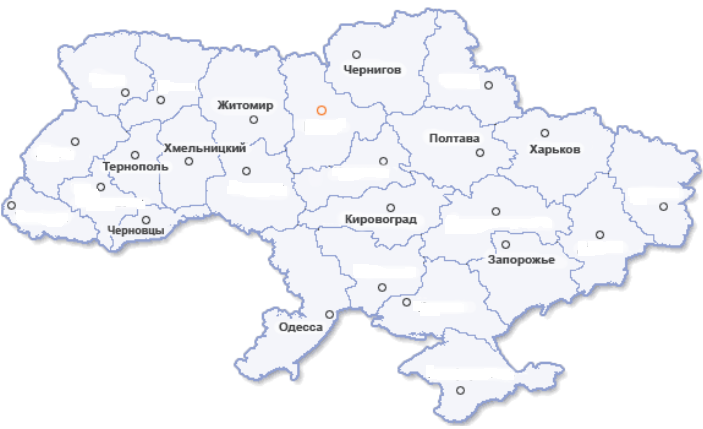 Чернигов
Житомир
Полтава
Хмельницкий
Харьков
Тернополь
Кировоград
Черновцы
Запорожье
Одесса